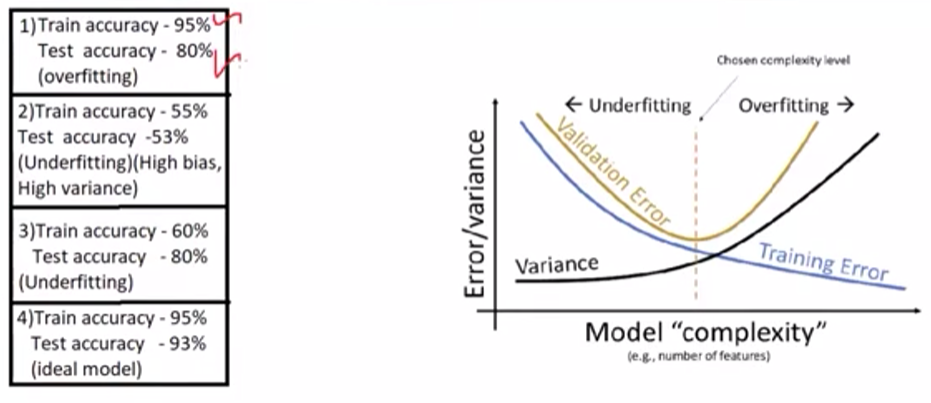 1)Train accuracy - 95%
Test accuracy - 80%
(overfitting)
2)Train accuracy - 55%
Test accuracy -53%
(Underfitting)(High bias,
High variance)
3)Train accuracy - 60%
Test accuracy - 80%
(Underfitting)
4)Train accuracy - 95%
Test accuracy - 93%
(ideal model)
Chosen complexity level
← Underfitting
Overfitting →
Validation Error
Variance
Training Error
Error/variance
Model “complexity”
(e.g., number of features)